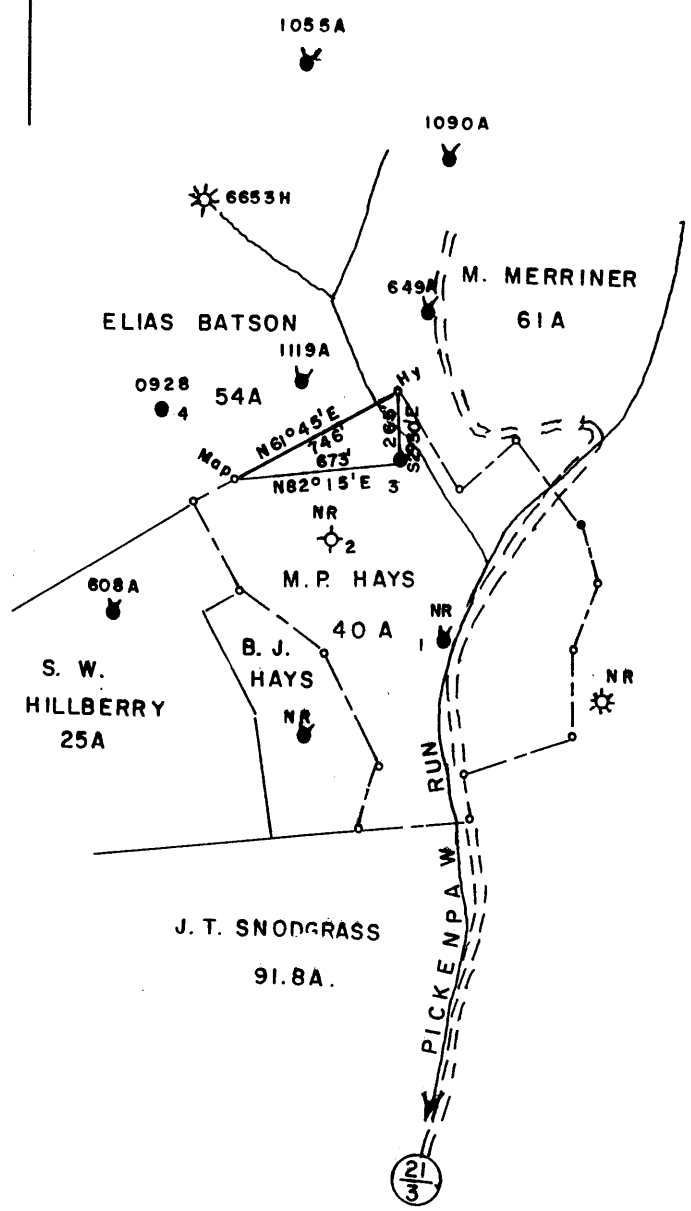 1055A
1090A
6653H
649A
M. MERRINER
61A
ELIAS BATSON
1119A
0928
4
54A
Hy
N61°45'E
746'
673'
N82°15'E
265'
Map
3
NR
2
M.P. HAYS
40 A
608A
NR
1
B. J.
HAYS
NR
S. W.
HILLBERRY
25A
NR
RUN
PICKENPAW
J. T. SNODGRASS
91.8A.
21
3